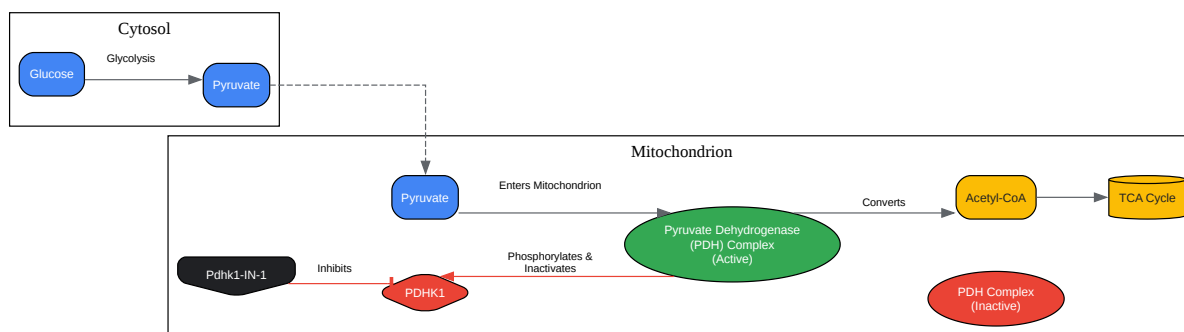 Cytosol
Glycolysis
Glucose
Pyruvate
Mitochondrion
Pyruvate
Enters Mitochondrion
Converts
Acetyl-CoA
TCA Cycle
Pyruvate Dehydrogenase
(PDH) Complex
(Active)
Phosphorylates &
Inactivates
Pdhk1-IN-1
Inhibits
PDHK1
PDH Complex
(Inactive)